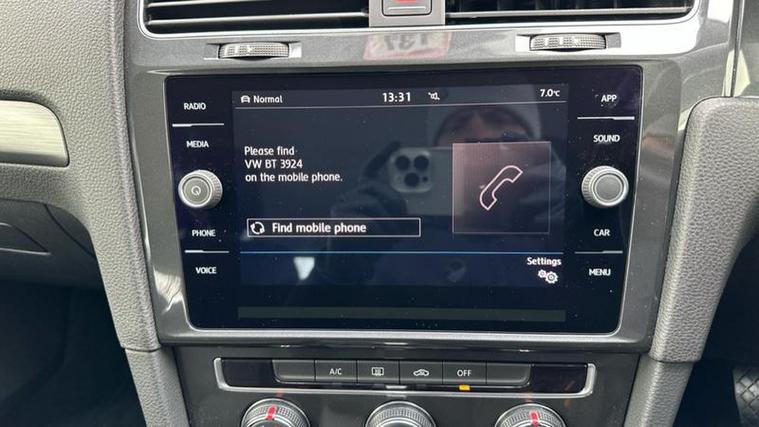 Normal
13:31
7.0°C
RADIO
MEDIA
PHONE
VOICE
APP
SOUND
CAR
MENU
Please find
VW BT 3924
on the mobile phone.
Find mobile phone
Settings
A/C
OFF